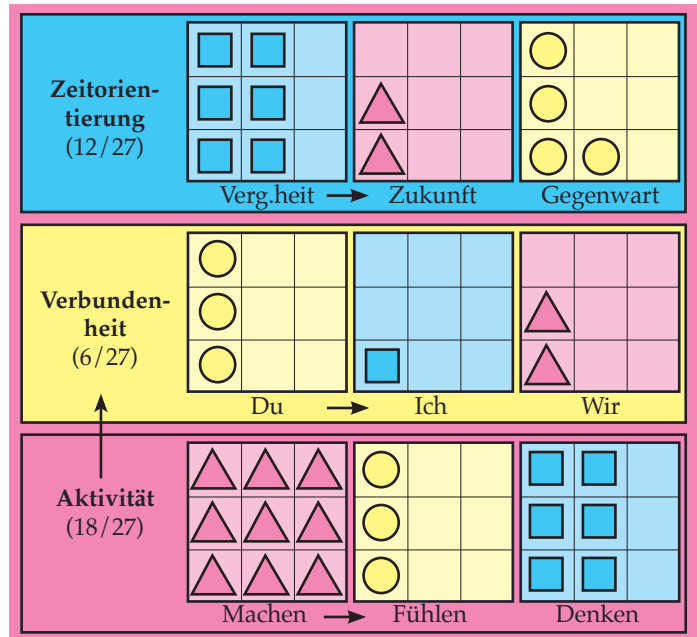 Zeitorien-
tierung
(12/27)
Verg.heit
Zukunft
Gegenwart
Verbunden-
heit
(6/27)
Du
Ich
Wir
Aktivität
(18/27)
Machen
Fühlen
Denken